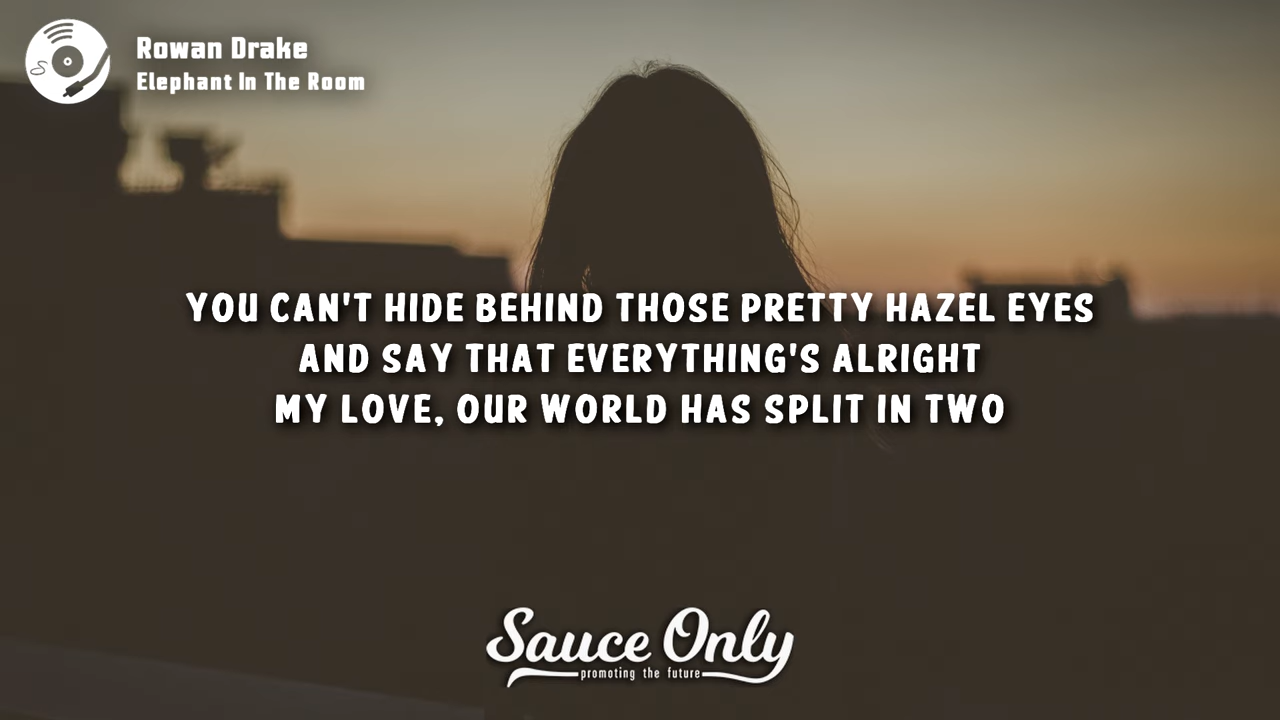 Rowan Drake
Elephant In The Room
YOU CAN'T HIDE BEHIND THOSE PRETTY HAZEL EYES
AND SAY THAT EVERYTHING'S ALRIGHT
MY LOVE, OUR WORLD HAS SPLIT IN TWO
Sauce Only
promoting the future